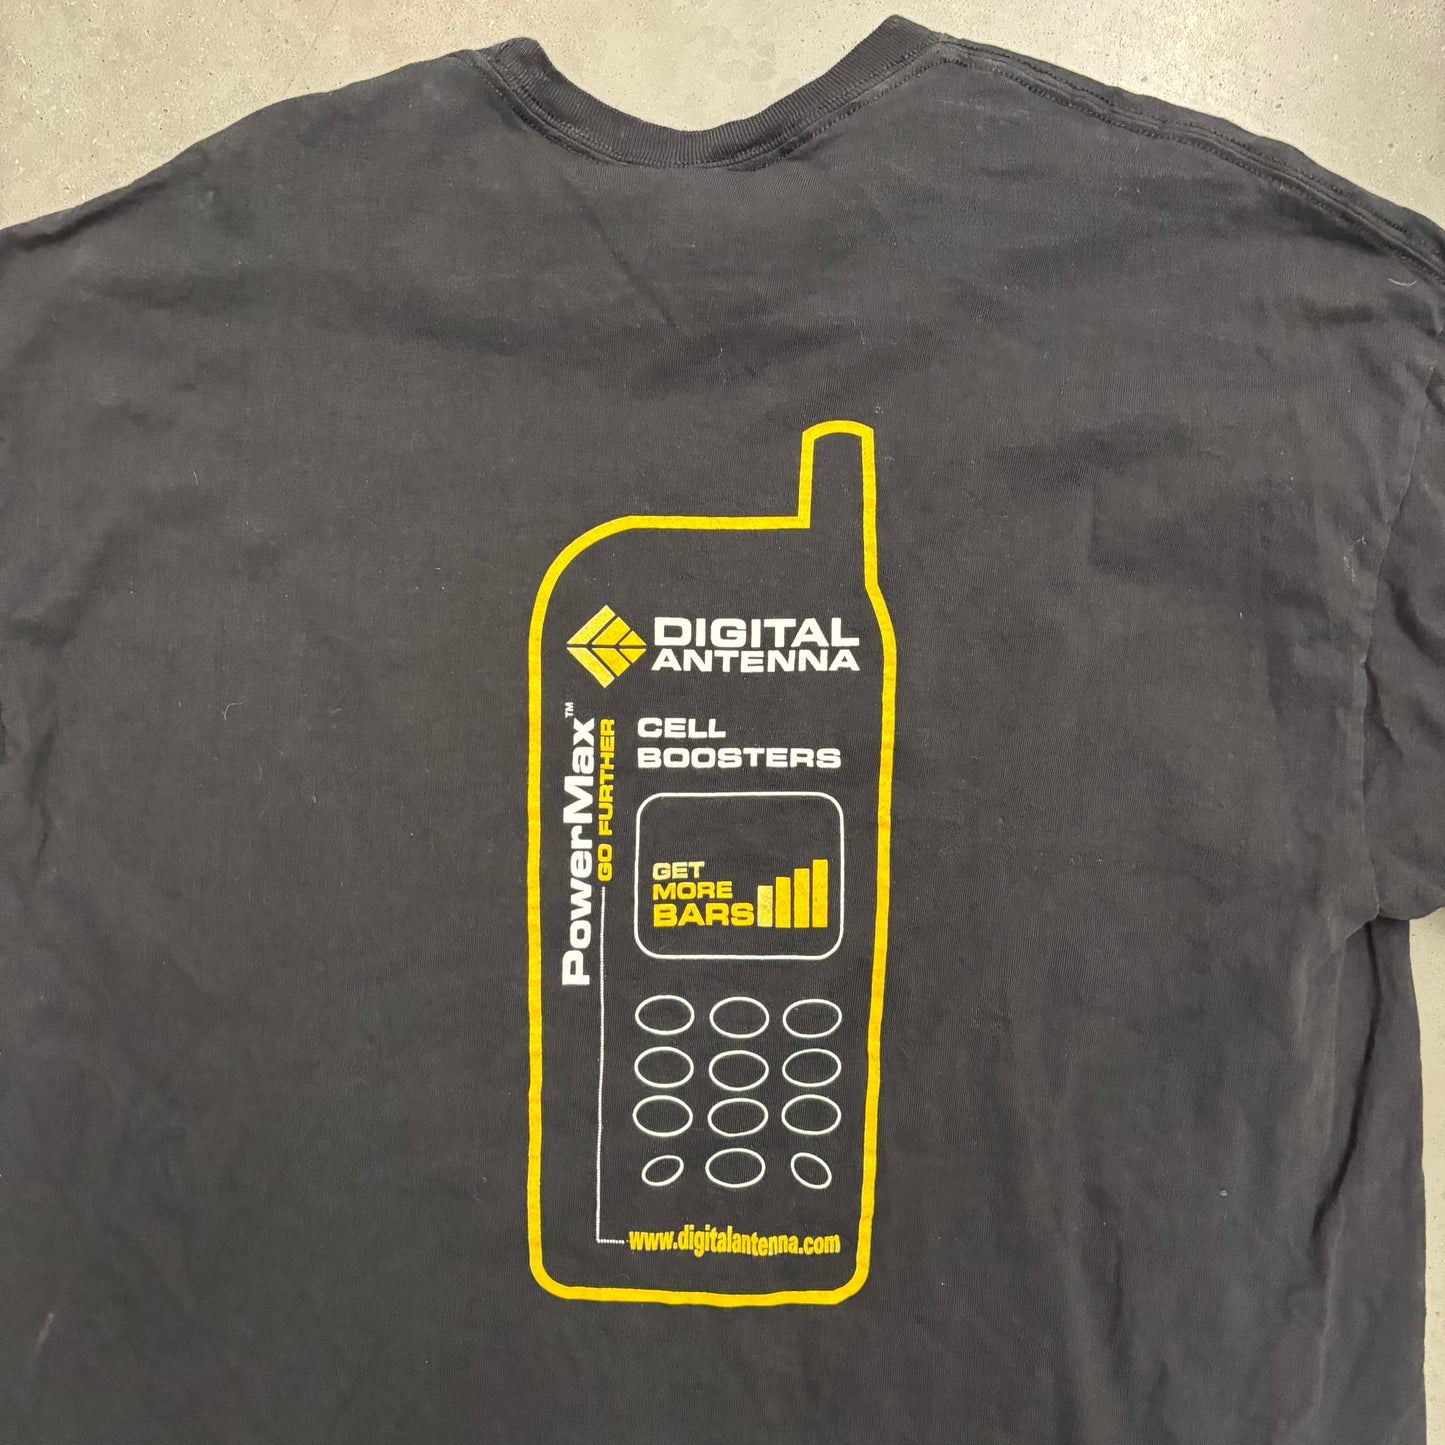 DIGITAL
ANTENNA
PowerMax™
GO FURTHER
CELL
BOOSTERS
GET
MORE
BARS
www.digitalantenna.com